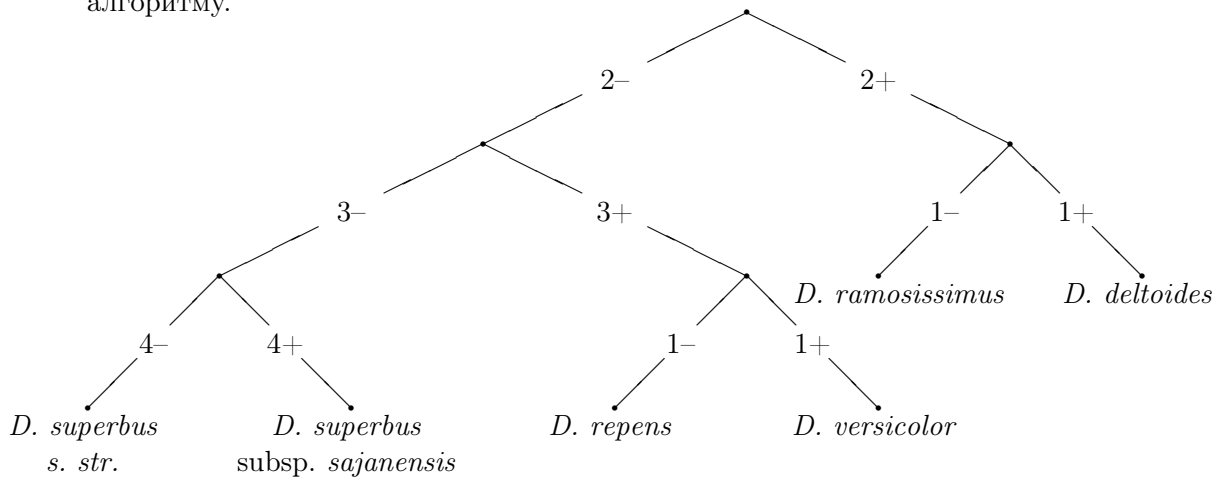 алгоритму.
2– 2+
3– 3+ 1– 1+
D. ramosissimus D. deltoides
4– 4+ 1– 1+
D. superbus D. superbus D. repens D. versicolor
s. str. subsp. sajanensis